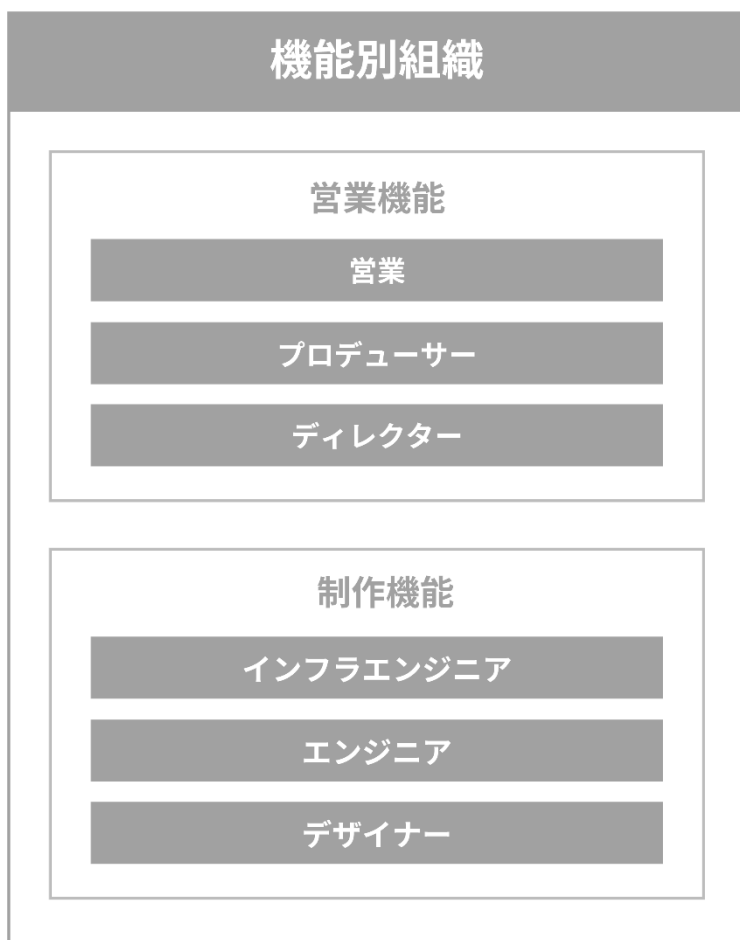 機能別組織
営業機能
営業
プロデューサー
ディレクター
制作機能
インフラエンジニア
エンジニア
デザイナー